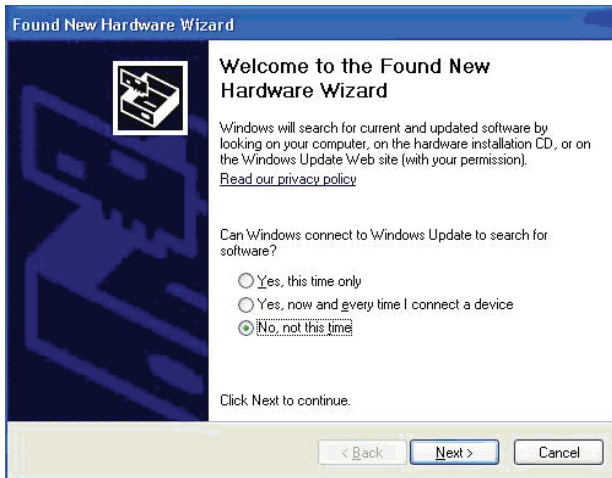 Found New Hardware Wizard
Welcome to the Found New
Hardware Wizard
Windows will search for current and updated software by
looking on your computer, on the hardware installation CD, or on
the Windows Update Web site (with your permission).
Read our privacy policy
Can Windows connect to Windows Update to search for
software?
Yes, this time only
Yes, now and every time I connect a device
No, not this time
Click Next to continue.
< Back Next > Cancel